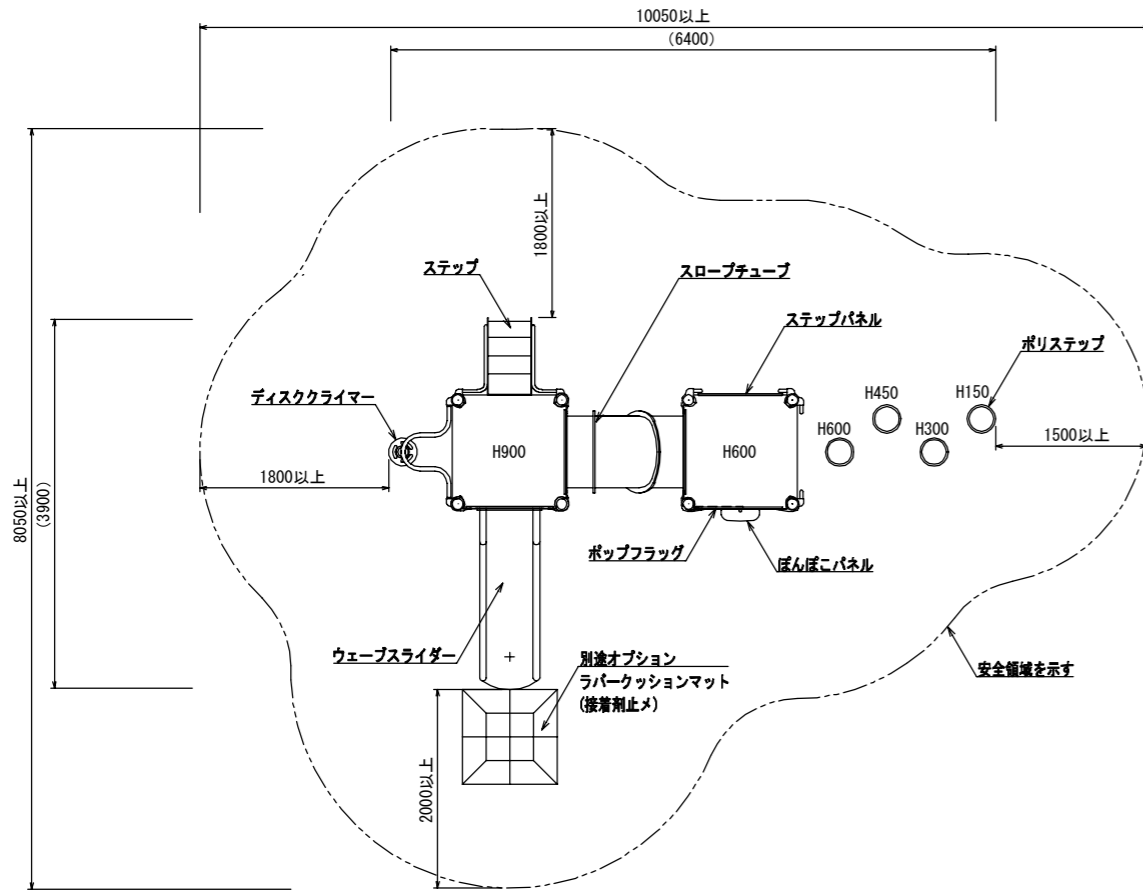 10050以上
(6400)
1800以上
ステップ
スロープチューブ
ステップパネル
ポリステップ
ディスククライマー
H450
H150
H600
H300
H900
H600
1800以上
1500以上
8050以上
(3900)
ポップフラッグ
ぽんぽこパネル
ウェーブスライダー
別途オプション
ラバークッションマット
(接着剤止メ)
安全領域を示す
2000以上